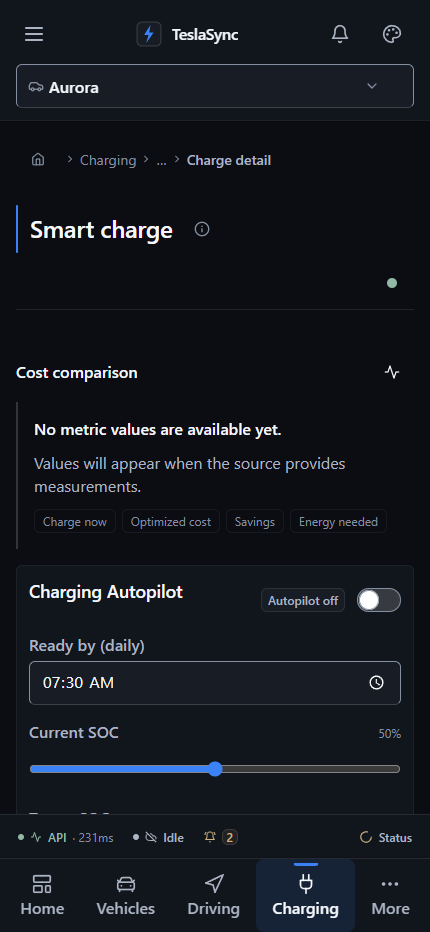 TeslaSync
Aurora
Charging
...
Charge detail
Smart charge
Cost comparison
No metric values are available yet.
Values will appear when the source provides
measurements.
Charge now
Optimized cost
Savings
Energy needed
Charging Autopilot
Autopilot off
Ready by (daily)
07:30 AM
Current SOC
50%
API · 231ms
Idle
2
Status
Home
Vehicles
Driving
Charging
More